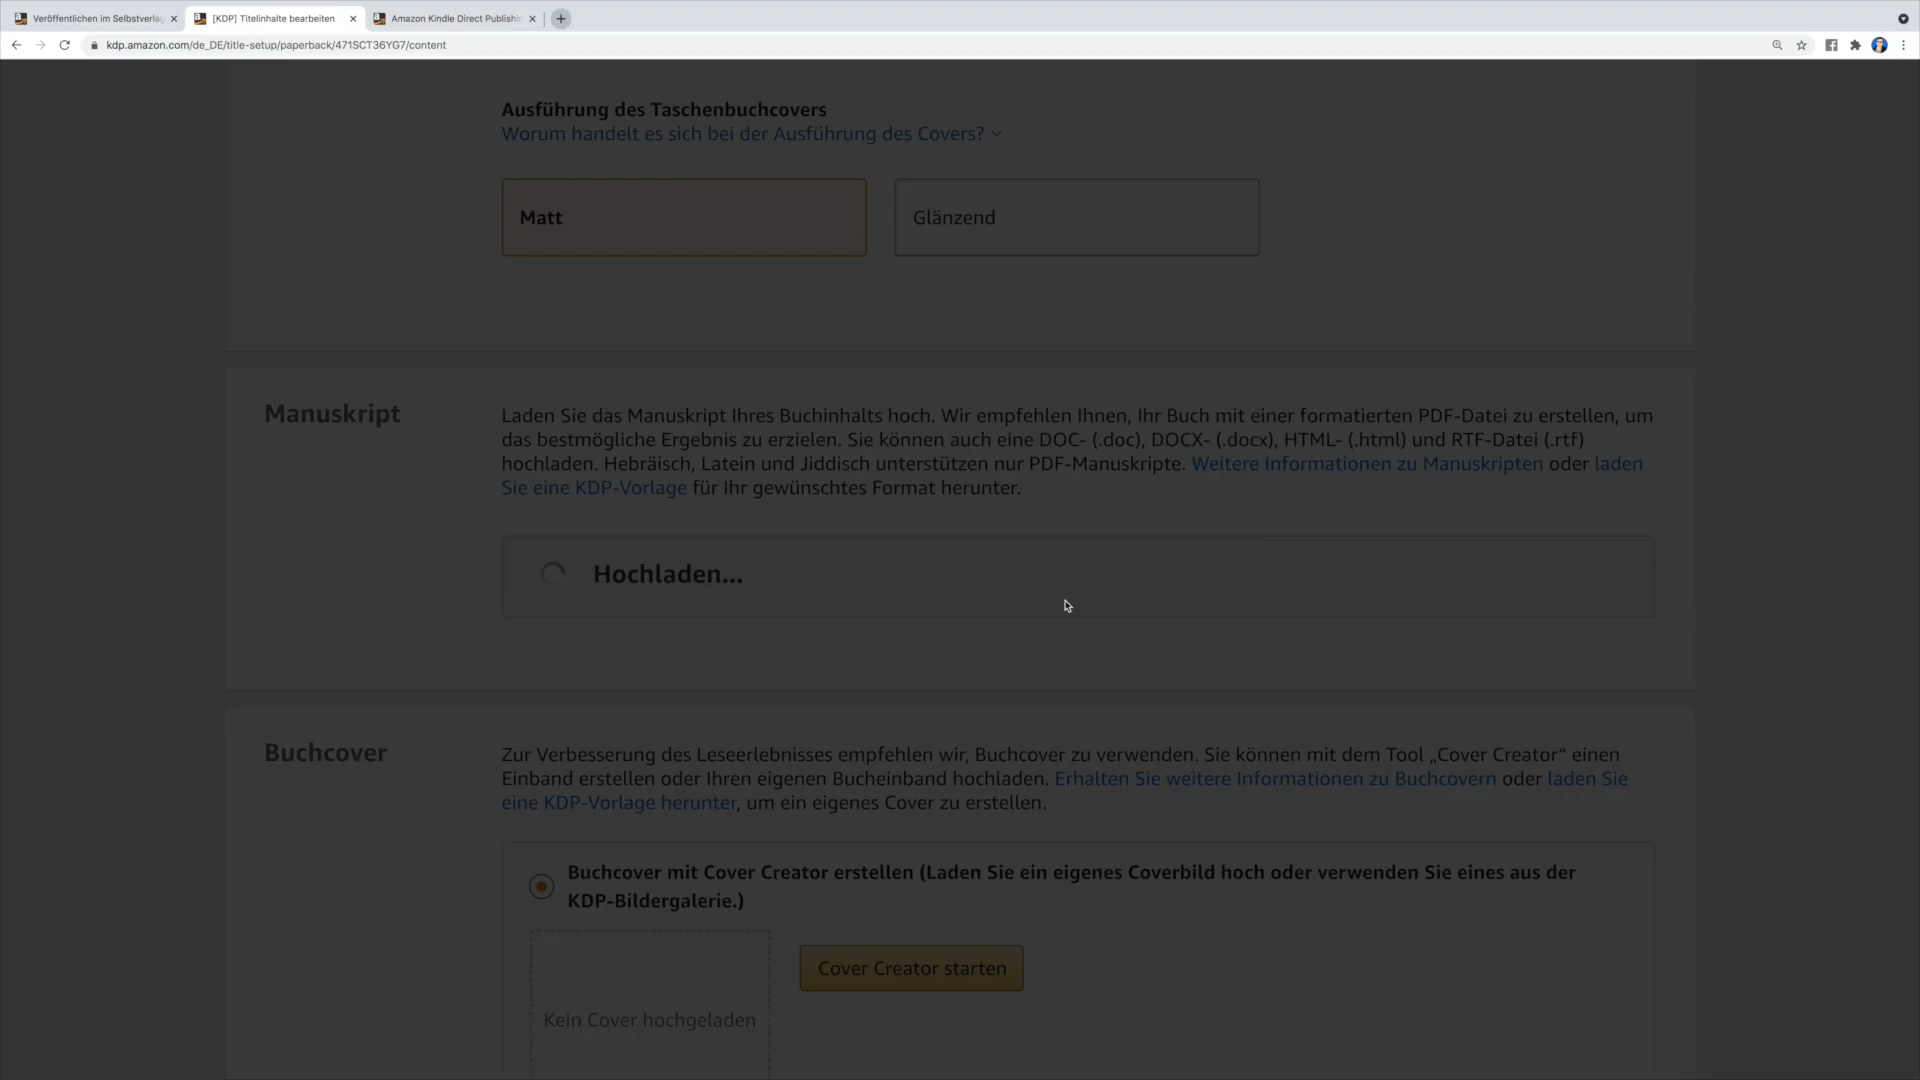 Veröffentlichen im Selbstverlag
[KDP] Titelinhalte bearbeiten
Amazon Kindle Direct Publishin
kdp.amazon.com/de_DE/title-setup/paperback/471SCT36YG7/content
Ausführung des Taschenbuchcovers
Worum handelt es sich bei der Ausführung des Covers?
Matt
Glänzend
Manuskript
Laden Sie das Manuskript Ihres Buchinhalts hoch. Wir empfehlen Ihnen, Ihr Buch mit einer formatierten PDF-Datei zu erstellen, um
das bestmögliche Ergebnis zu erzielen. Sie können auch eine DOC- (.doc), DOCX- (.docx), HTML- (.html) und RTF-Datei (.rtf)
hochladen. Hebräisch, Latein und Jiddisch unterstützen nur PDF-Manuskripte. Weitere Informationen zu Manuskripten oder laden
Sie eine KDP-Vorlage für Ihr gewünschtes Format herunter.
Hochladen...
Buchcover
Zur Verbesserung des Leseerlebnisses empfehlen wir, Buchcover zu verwenden. Sie können mit dem Tool „Cover Creator“ einen
Einband erstellen oder Ihren eigenen Bucheinband hochladen. Erhalten Sie weitere Informationen zu Buchcovern oder laden Sie
eine KDP-Vorlage herunter, um ein eigenes Cover zu erstellen.
Buchcover mit Cover Creator erstellen (Laden Sie ein eigenes Coverbild hoch oder verwenden Sie eines aus der
KDP-Bildergalerie.)
Cover Creator starten
Kein Cover hochgeladen